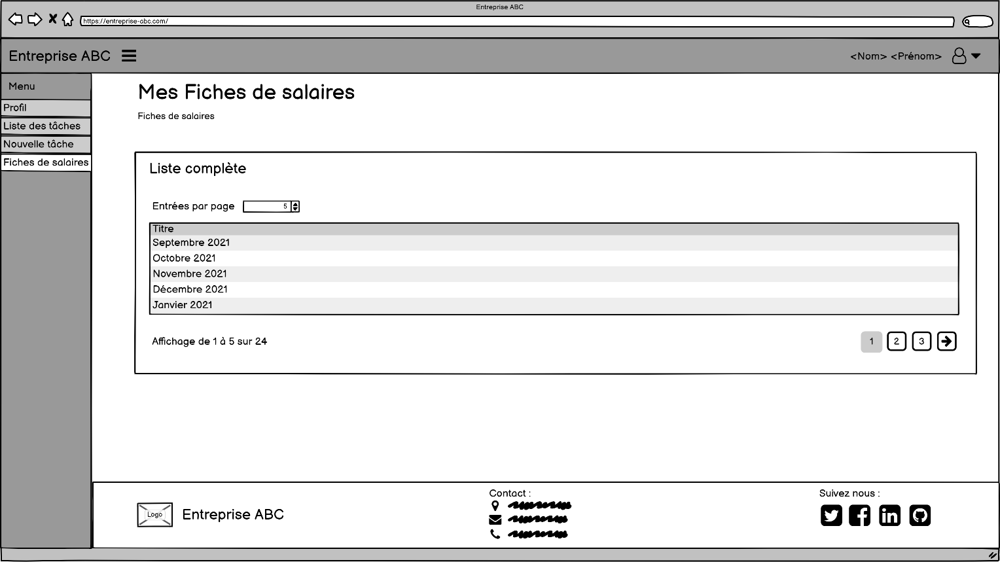 Entreprise ABC
https://entreprise-abc.com/
Entreprise ABC
<Nom> <Prénom>
Menu
Profil
Liste des tâches
Nouvelle tâche
Fiches de salaires
Mes Fiches de salaires
Fiches de salaires
Liste complète
Entrées par page 5
Titre
Septembre 2021
Octobre 2021
Novembre 2021
Décembre 2021
Janvier 2021
Affichage de 1 à 5 sur 24
1 2 3
Logo
Entreprise ABC
Contact :
Suivez nous :